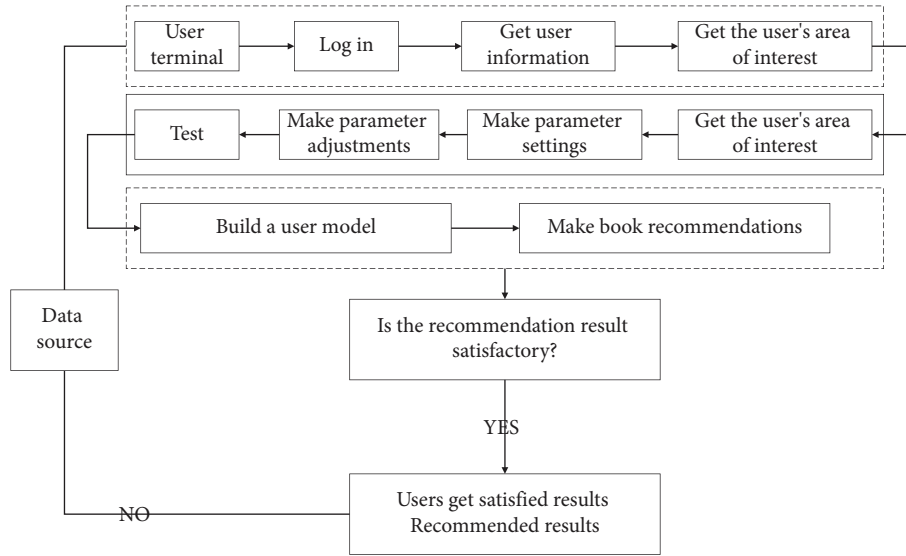 User
terminal
Log in
Get user
information
Get the user's area
of interest
Test
Make parameter
adjustments
Make parameter
settings
Get the user's area
of interest
Build a user model
Make book recommendations
Data
source
Is the recommendation result
satisfactory?
YES
Users get satisfied results
Recommended results
NO